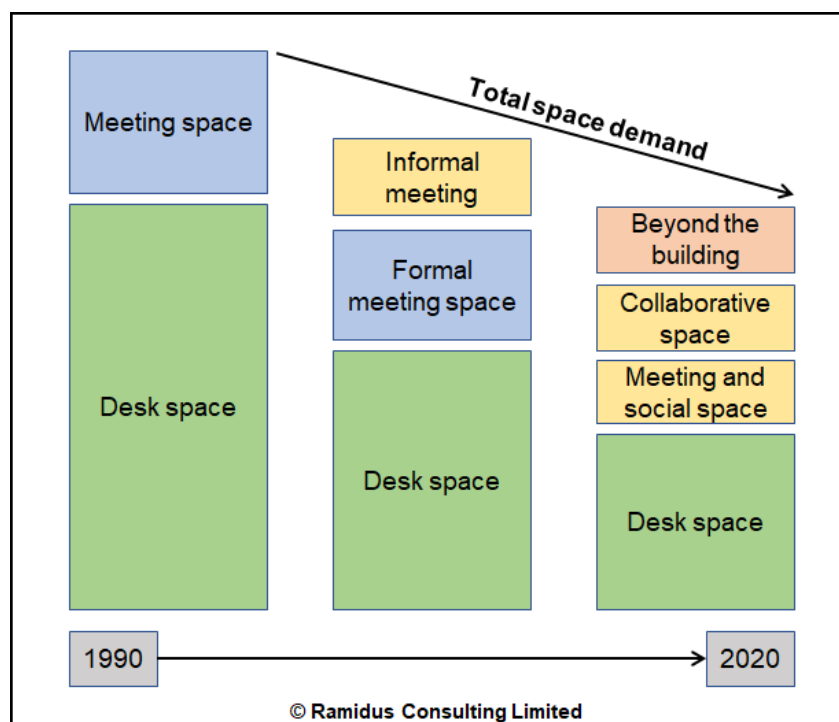 Meeting space
Desk space
Informal
meeting
Formal
meeting space
Desk space
Total space demand
Beyond the
building
Collaborative
space
Meeting and
social space
Desk space
1990
2020
© Ramidus Consulting Limited